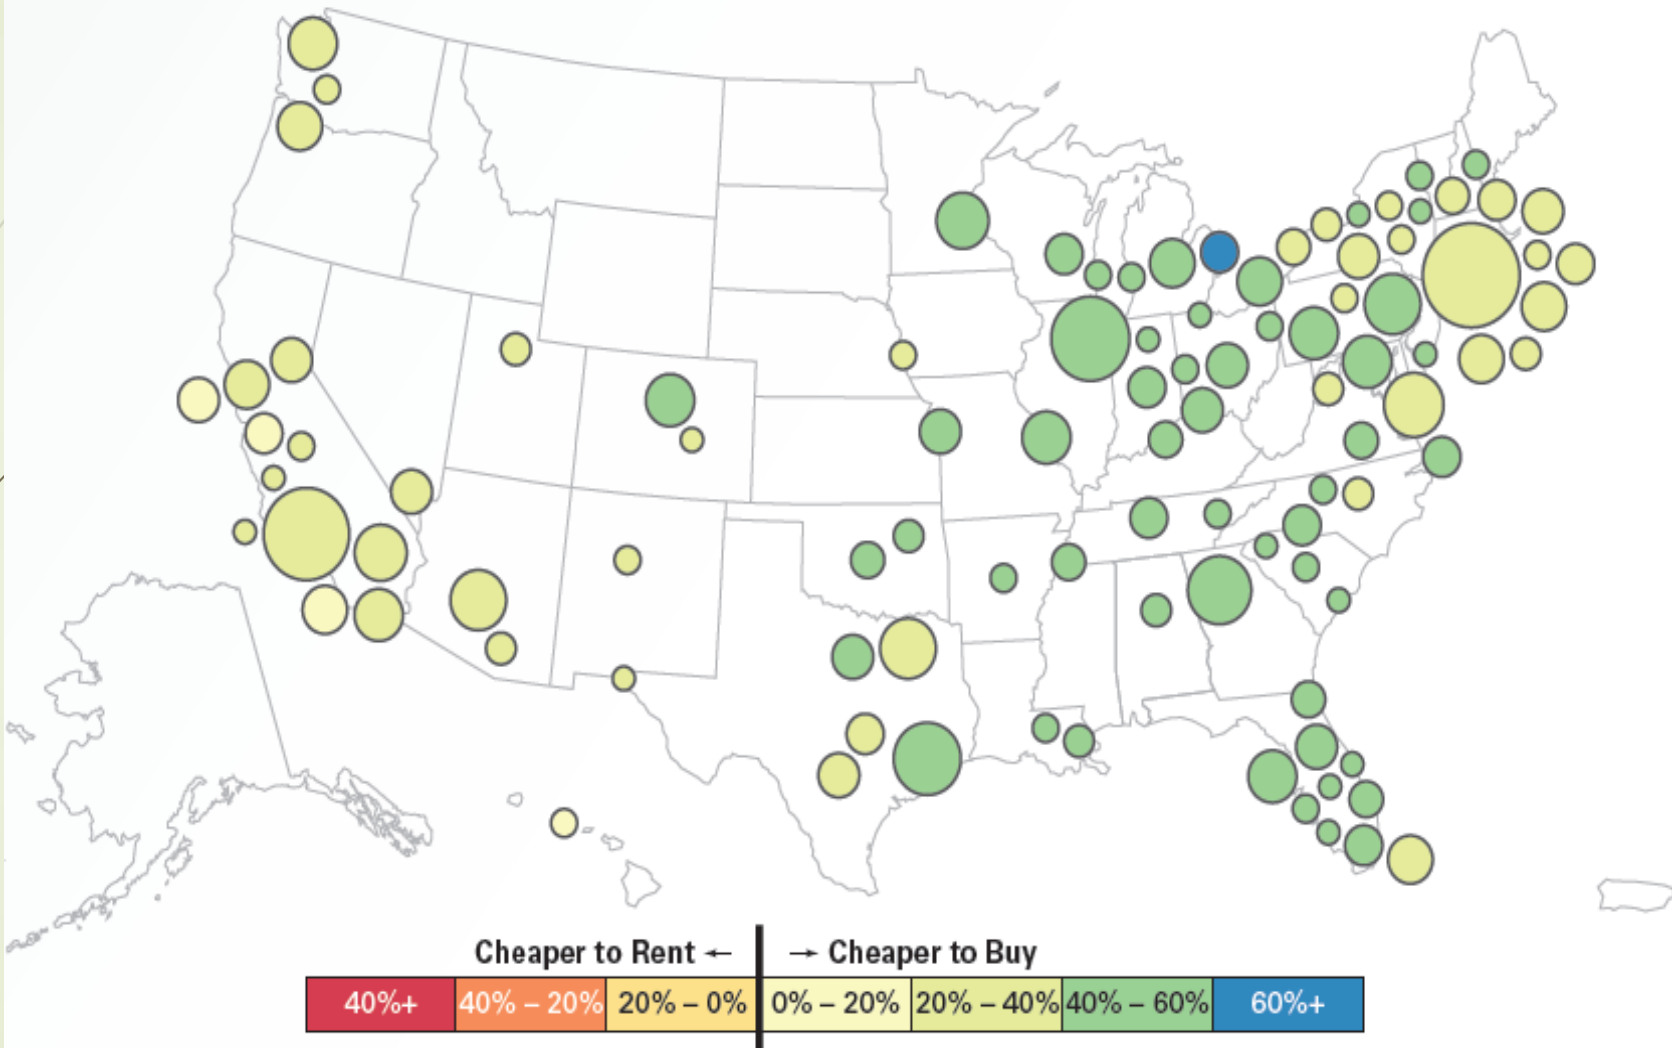 Cheaper to Rent ← → Cheaper to Buy
40%+ 40% – 20% 20% – 0% 0% – 20% 20% – 40% 40% – 60% 60%+